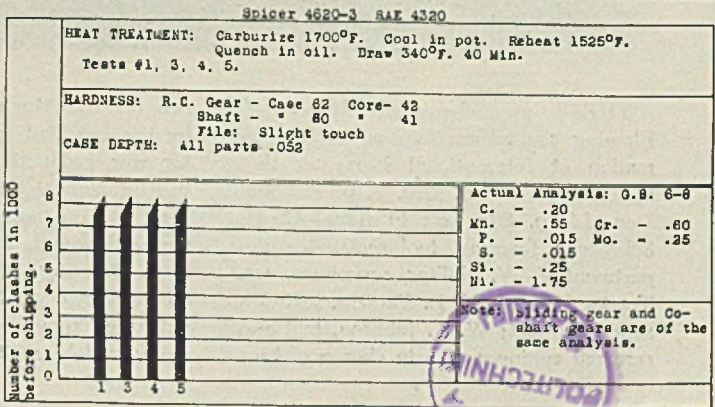 Spicer 4620-3 SAE 4320
HEAT TREATMENT: Carburize 1700°F. Cool in pot. Reheat 1525°F.
Quench in oil. Draw 340°F. 40 Min.
Tests #1, 3, 4, 5.
HARDNESS: R.C. Gear - Case 62 Core- 42
Shaft - " 60 " 41
File: Slight touch
CASE DEPTH: All parts .052
Number of clashes in 1000
before chipping.
8
7
6
5
4
3
2
1
0
1 3 4 5
Actual Analysis: G.S. 6-8
C. - .20
Mn. - .55 Cr. - .60
P. - .015 Mo. - .25
S. - .015
Si. - .25
Ni. - 1.75
Note: Sliding gear and Co-
shaft gears are of the
same analysis.
POLITECHNIKI